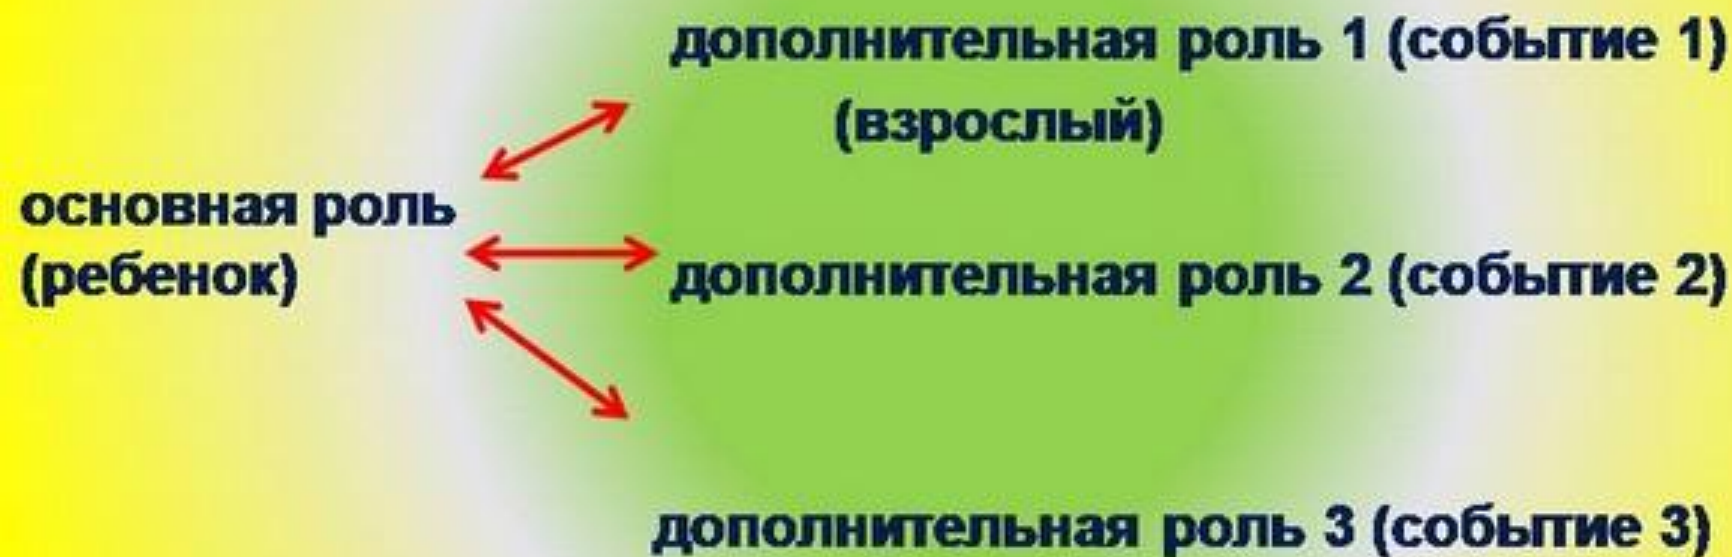 дополнительная роль 1 (событие 1)
(взрослый)
основная роль
(ребенок)
дополнительная роль 2 (событие 2)
дополнительная роль 3 (событие 3)